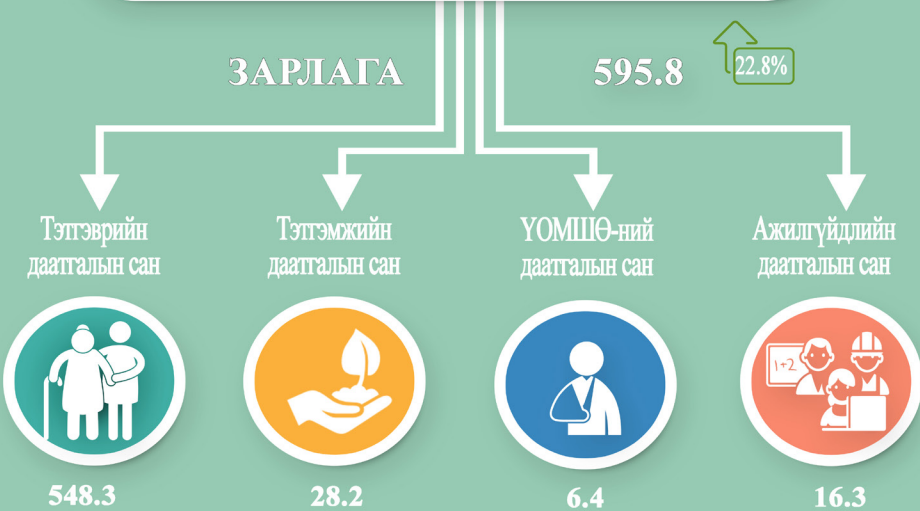 ЗАРЛАГА 595.8 22.8%
Тэтгэврийн
даатгалын сан
Тэтгэмжийн
даатгалын сан
ҮОМШӨ-ний
даатгалын сан
Ажилгүйдлийн
даатгалын сан
1+2
548.3 28.2 6.4 16.3